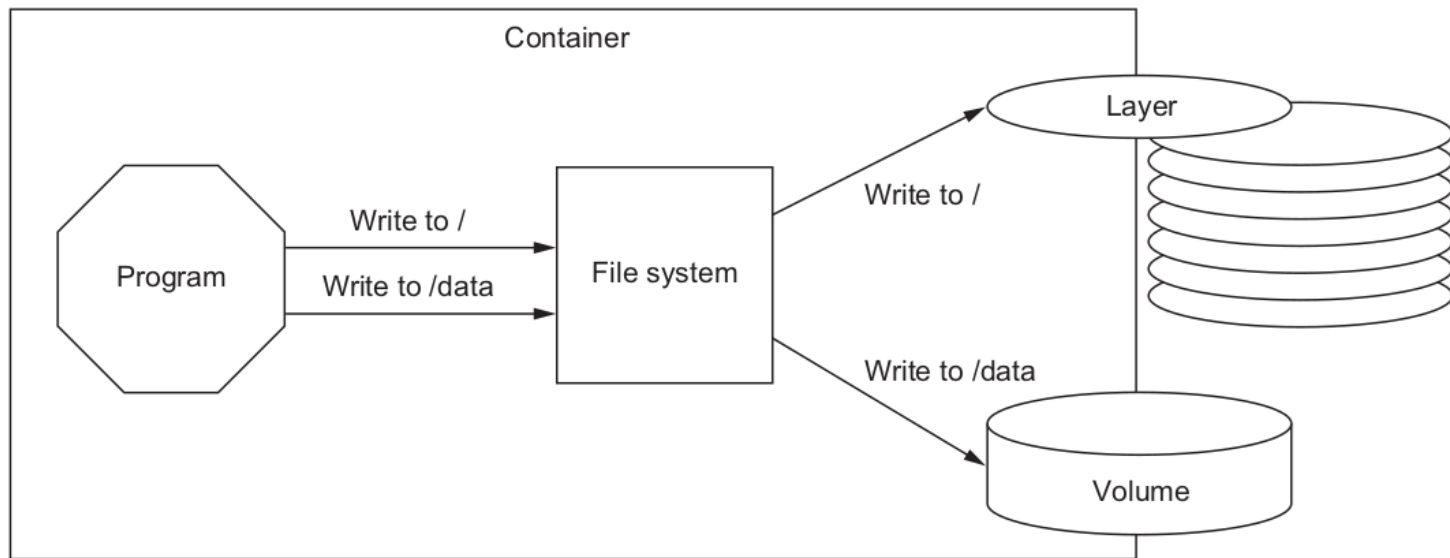 Container
Layer
Write to /
Write to /
Program
File system
Write to /data
Write to /data
Volume